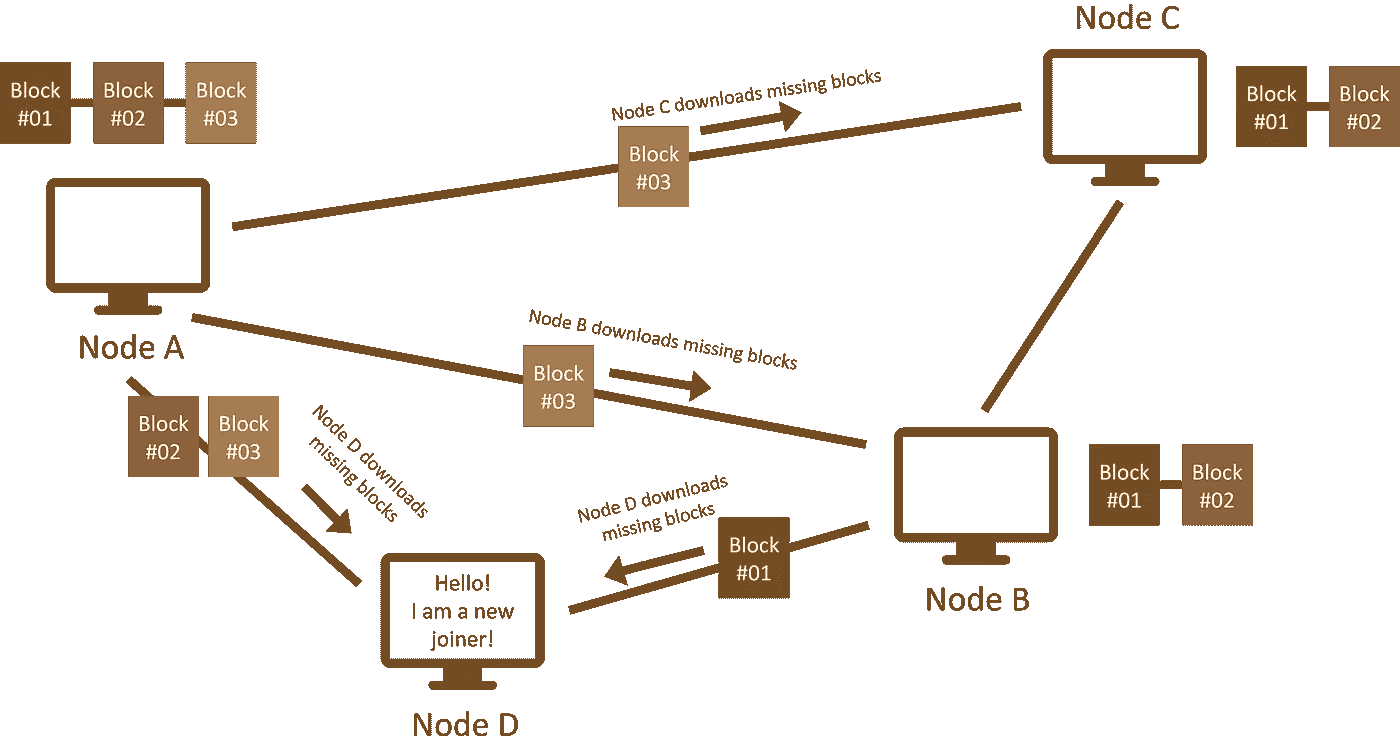 Node C
Block
#01
Block
#02
Block
#03
Node C downloads missing blocks
Block
#03
Block
#01
Block
#02
Node A
Node B downloads missing blocks
Block
#03
Block
#02
Block
#03
Node D downloads
missing blocks
Node D downloads
missing blocks
Block
#01
Block
#01
Block
#02
Node B
Hello!
I am a new
joiner!
Node D